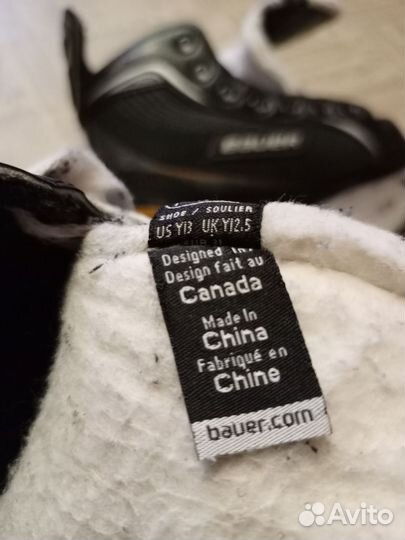 BAUER
SHOE / SOULIER
US Y13 UK Y12.5
Designed in/
Design fait au
Canada
Made in
China
Fabriqué en
Chine
bauer.com
Avito